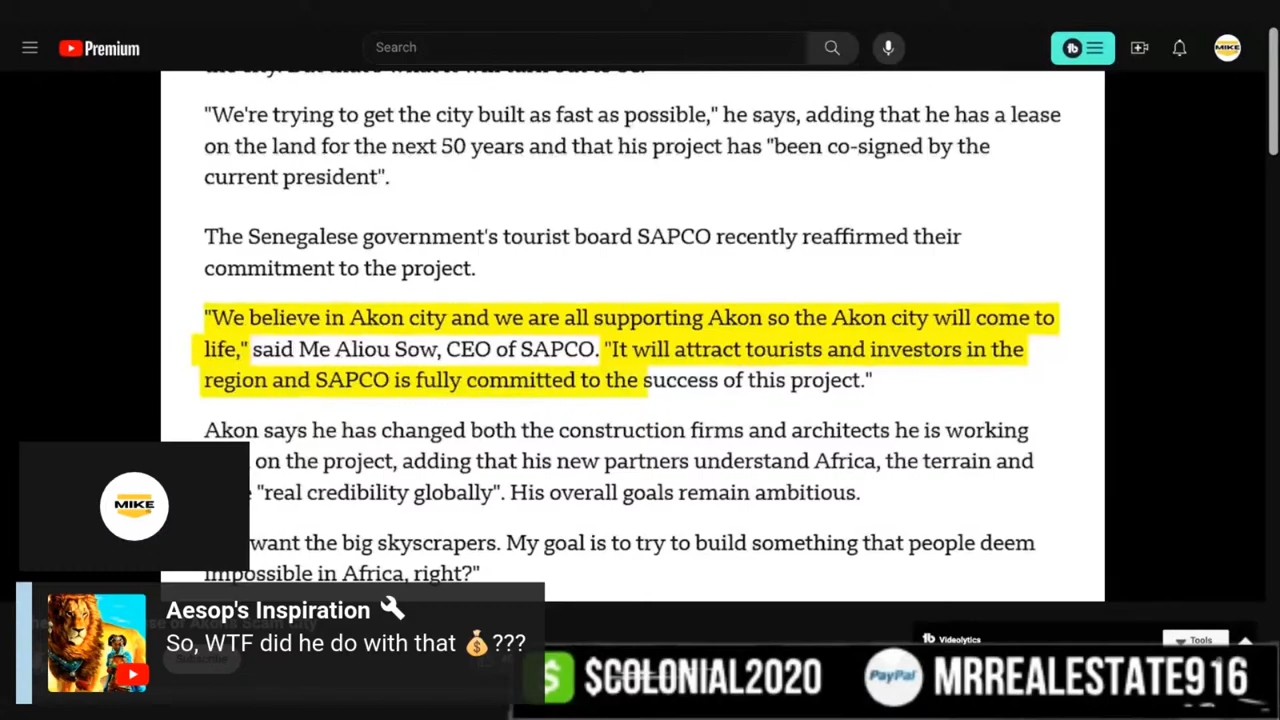 Premium
Search
MIKE
"We're trying to get the city built as fast as possible," he says, adding that he has a lease
on the land for the next 50 years and that his project has "been co-signed by the
current president".
The Senegalese government's tourist board SAPCO recently reaffirmed their
commitment to the project.
"We believe in Akon city and we are all supporting Akon so the Akon city will come to
life," said Me Aliou Sow, CEO of SAPCO. "It will attract tourists and investors in the
region and SAPCO is fully committed to the success of this project."
Akon says he has changed both the construction firms and architects he is working
on the project, adding that his new partners understand Africa, the terrain and
"real credibility globally". His overall goals remain ambitious.
want the big skyscrapers. My goal is to try to build something that people deem
impossible in Africa, right?"
MIKE
Aesop's Inspiration
So, WTF did he do with that 💰???
Subscribe
Videolytics
Tools
$COLONIAL2020
PayPal
MRREALESTATE916